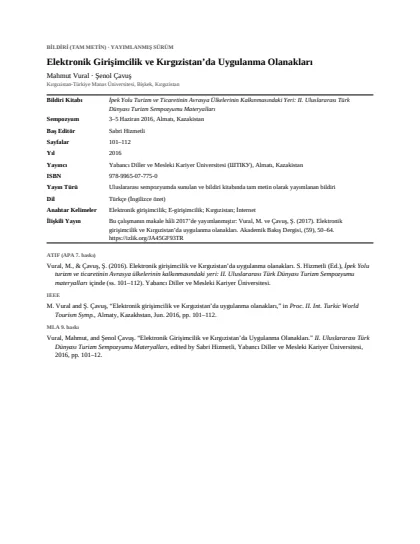 BİLDİRİ (TAM METİN) · YAYIMLANMIŞ SÜRÜM
Elektronik Girişimcilik ve Kırgızistan'da Uygulanma Olanakları
Mahmut Vural · Şenol Çavuş
Kırgızistan-Türkiye Manas Üniversitesi, Bişkek, Kırgızistan
Bildiri Kitabı İpek Yolu Turizm ve Ticaretinin Avrasya Ülkelerinin Kalkınmasındaki Yeri: II. Uluslararası Türk
Dünyası Turizm Sempozyumu Materyalları
Sempozyum 3–5 Haziran 2016, Almatı, Kazakistan
Baş Editör Sabri Hizmetli
Sayfalar 101–112
Yıl 2016
Yayıncı Yabancı Diller ve Mesleki Kariyer Üniversitesi (ШТІКУ), Almatı, Kazakistan
ISBN 978-9965-07-775-0
Yayın Türü Uluslararası sempozyumda sunulan ve bildiri kitabında tam metin olarak yayımlanan bildiri
Dil Türkçe (İngilizce özet)
Anahtar Kelimeler Elektronik girişimcilik; E-girişimcilik; Kırgızistan; İnternet
İlişkili Yayın Bu çalışmanın makale hâli 2017'de yayımlanmıştır: Vural, M. ve Çavuş, Ş. (2017). Elektronik
girişimcilik ve Kırgızistan'da uygulanma olanakları. Akademik Bakış Dergisi, (59), 50–64.
https://izlik.org/JA45GF93TR
ATIF (APA 7. baskı)
Vural, M., & Çavuş, Ş. (2016). Elektronik girişimcilik ve Kırgızistan'da uygulanma olanakları. S. Hizmetli (Ed.), İpek Yolu
turizm ve ticaretinin Avrasya ülkelerinin kalkınmasındaki yeri: II. Uluslararası Türk Dünyası Turizm Sempozyumu
materyalları içinde (ss. 101–112). Yabancı Diller ve Mesleki Kariyer Üniversitesi.
IEEE
M. Vural and Ş. Çavuş, "Elektronik girişimcilik ve Kırgızistan'da uygulanma olanakları," in Proc. II. Int. Turkic World
Tourism Symp., Almaty, Kazakhstan, Jun. 2016, pp. 101–112.
MLA 9. baskı
Vural, Mahmut, and Şenol Çavuş. "Elektronik Girişimcilik ve Kırgızistan'da Uygulanma Olanakları." II. Uluslararası Türk
Dünyası Turizm Sempozyumu Materyalları, edited by Sabri Hizmetli, Yabancı Diller ve Mesleki Kariyer Üniversitesi,
2016, pp. 101–12.